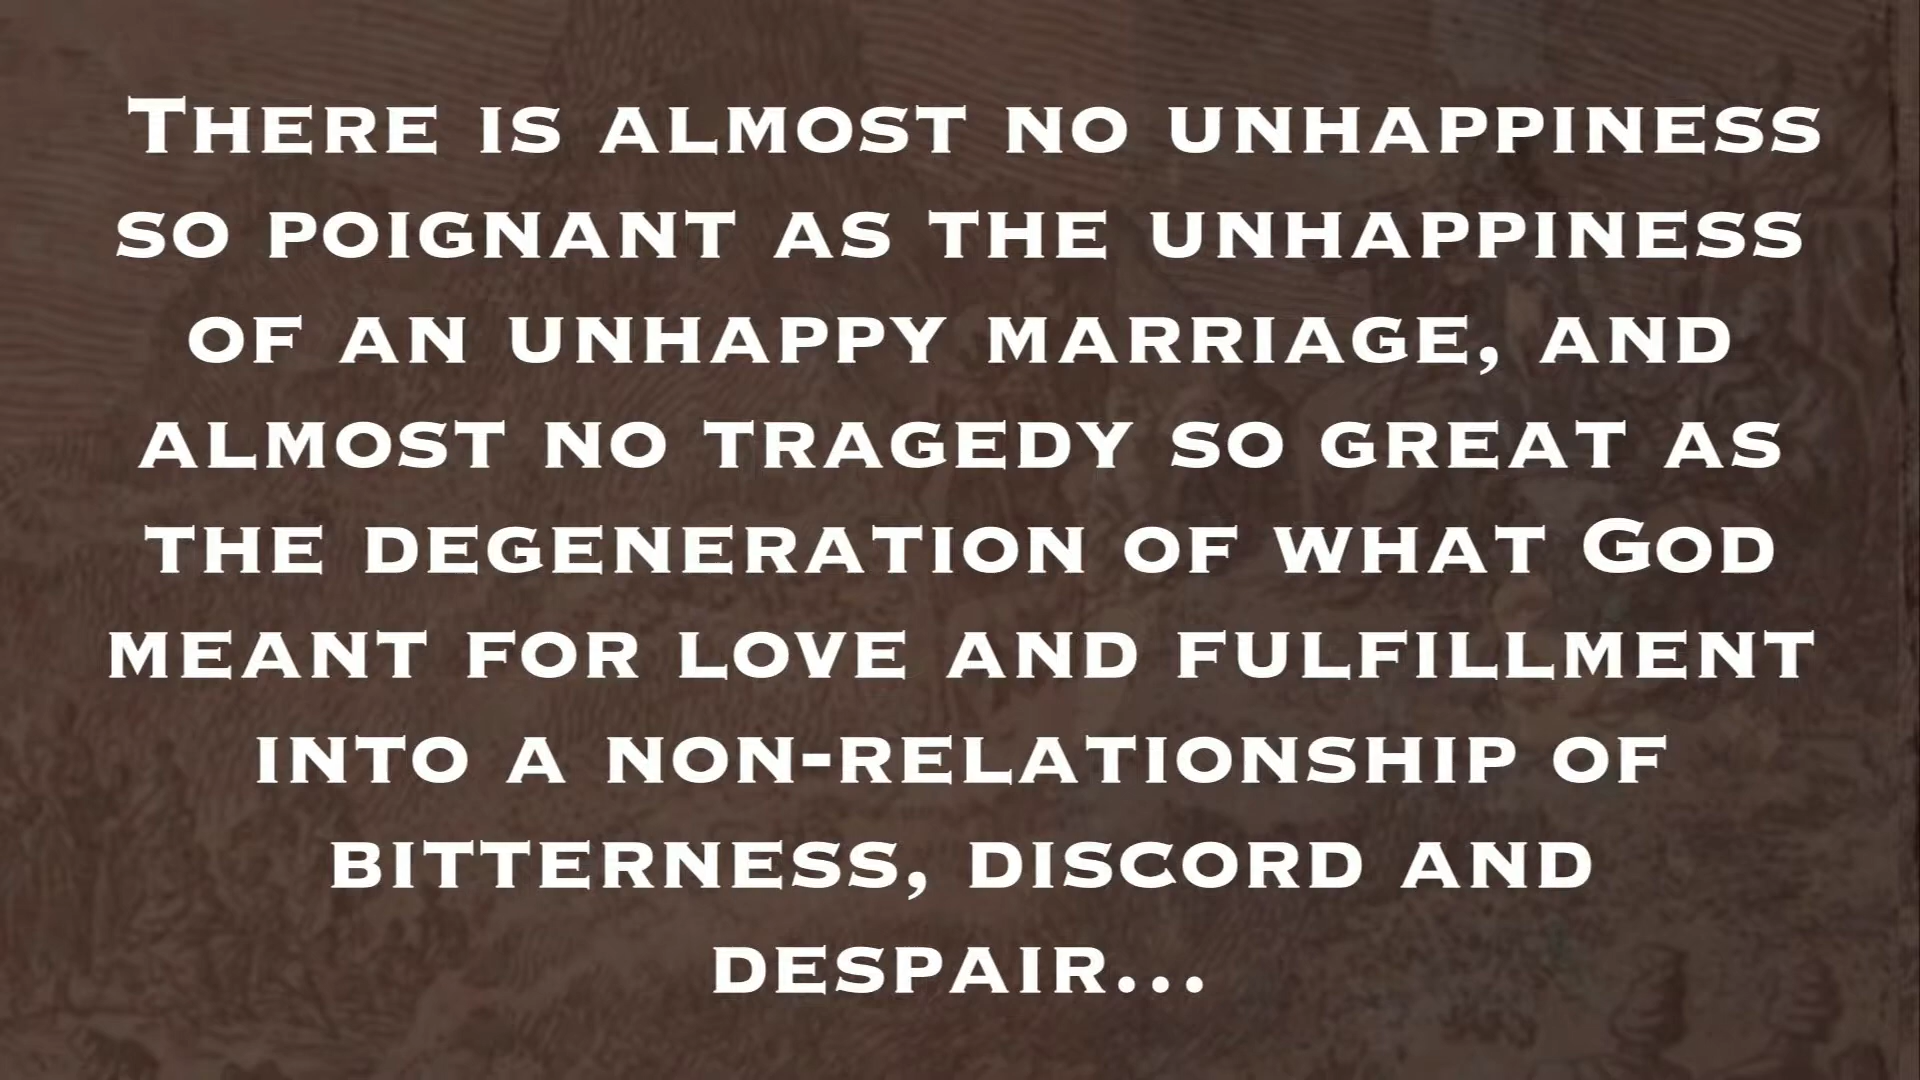 There is almost no unhappiness
so poignant as the unhappiness
of an unhappy marriage, and
almost no tragedy so great as
the degeneration of what God
meant for love and fulfillment
into a non-relationship of
bitterness, discord and
despair...